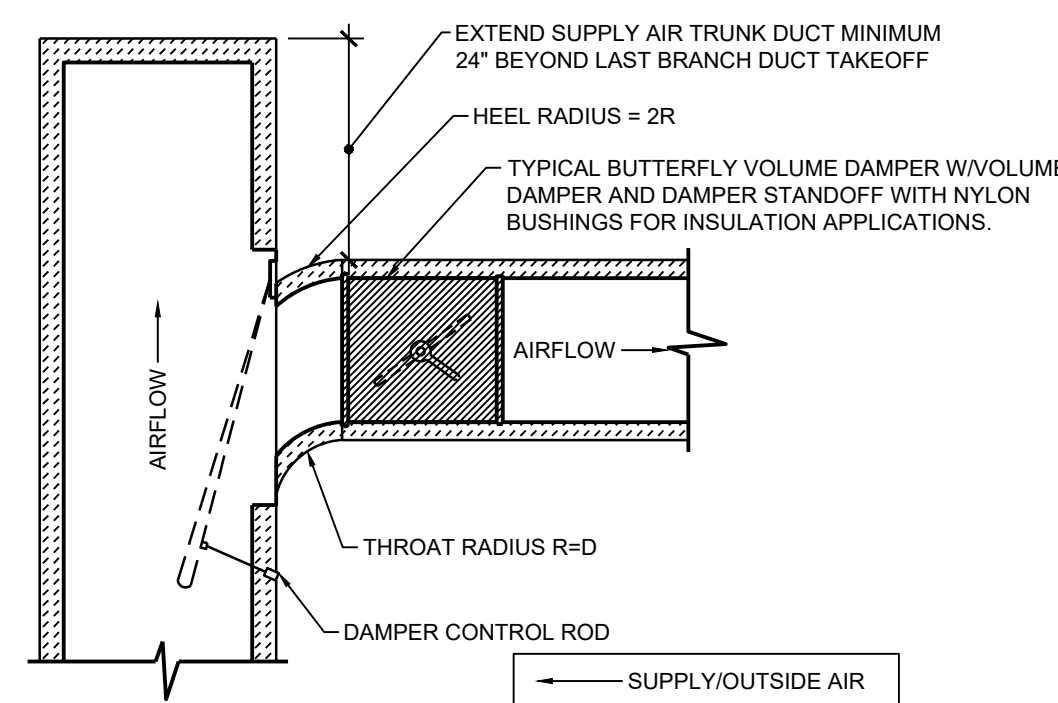 EXTEND SUPPLY AIR TRUNK DUCT MINIMUM
24" BEYOND LAST BRANCH DUCT TAKEOFF
HEEL RADIUS = 2R
TYPICAL BUTTERFLY VOLUME DAMPER W/VOLUME
DAMPER AND DAMPER STANDOFF WITH NYLON
BUSHINGS FOR INSULATION APPLICATIONS.
AIRFLOW
AIRFLOW
THROAT RADIUS R=D
DAMPER CONTROL ROD
SUPPLY/OUTSIDE AIR